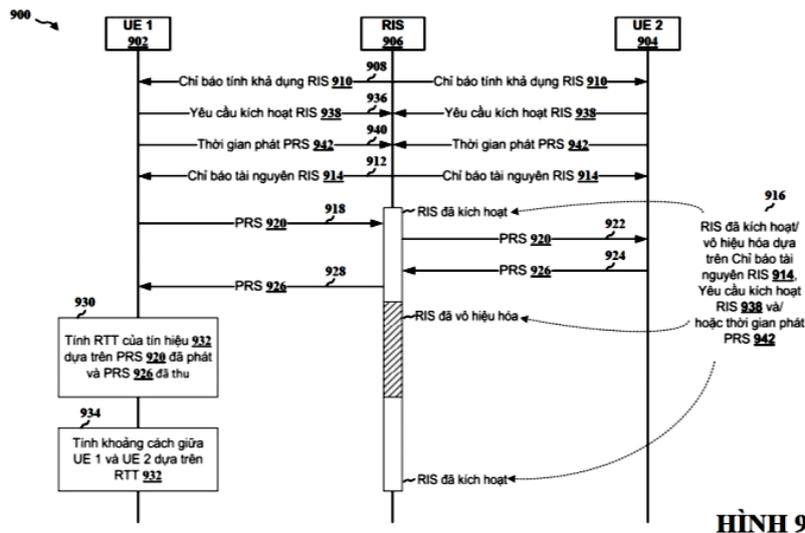 900
UE 1
902
RIS
906
UE 2
904
908
Chỉ báo tính khả dụng RIS 910
Chỉ báo tính khả dụng RIS 910
936
Yêu cầu kích hoạt RIS 938
Yêu cầu kích hoạt RIS 938
940
Thời gian phát PRS 942
Thời gian phát PRS 942
912
Chỉ báo tài nguyên RIS 914
Chỉ báo tài nguyên RIS 914
918
PRS 920
RIS đã kích hoạt
922
PRS 920
924
PRS 926
928
PRS 926
RIS đã vô hiệu hóa
916
RIS đã kích hoạt/
vô hiệu hóa dựa
trên Chỉ báo tài
nguyên RIS 914,
Yêu cầu kích hoạt
RIS 938 và/
hoặc thời gian phát
PRS 942
930
Tính RTT của tín hiệu 932
dựa trên PRS 920 đã phát
và PRS 926 đã thu
934
Tính khoảng cách giữa
UE 1 và UE 2 dựa trên
RTT 932
RIS đã kích hoạt
HÌNH 9